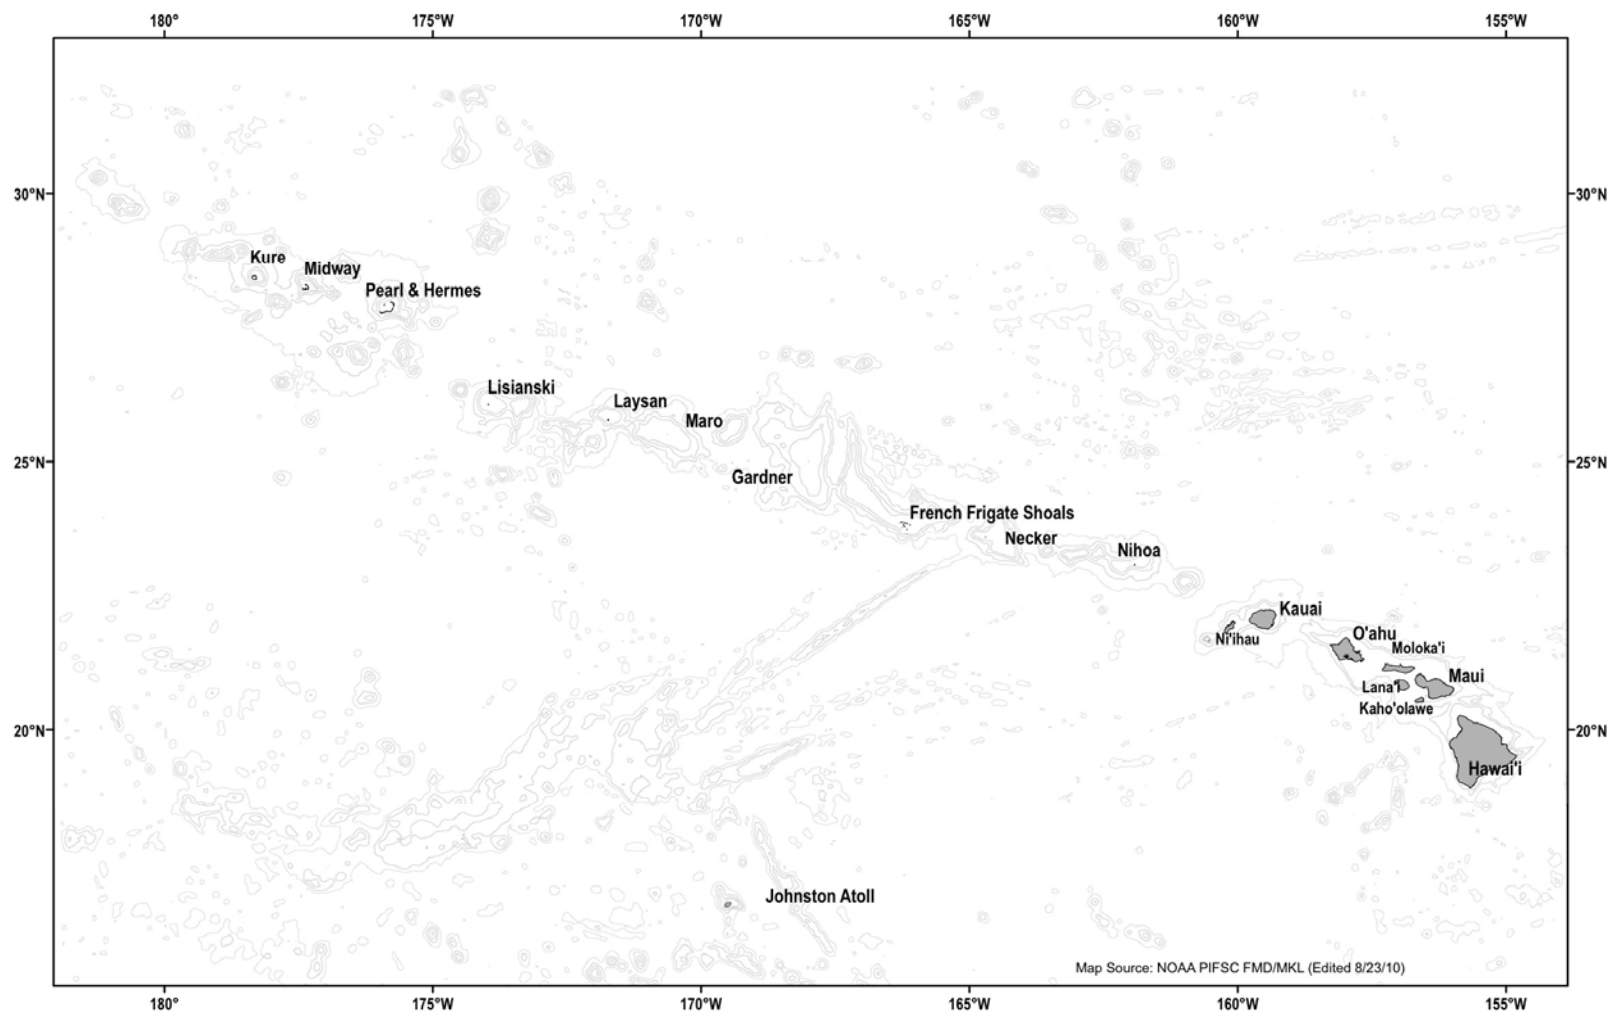 180° 175°W 170°W 165°W 160°W 155°W
30°N 30°N
Kure
Midway
Pearl & Hermes
Lisianski
Laysan
Maro
25°N 25°N
Gardner
French Frigate Shoals
Necker
Nihoa
Kauai
O'ahu
Ni'ihau
Moloka'i
Maui
Lana'i
Kaho'olawe
20°N 20°N
Hawai'i
Johnston Atoll
Map Source: NOAA PIFSC FMD/MKL (Edited 8/23/10)
180° 175°W 170°W 165°W 160°W 155°W